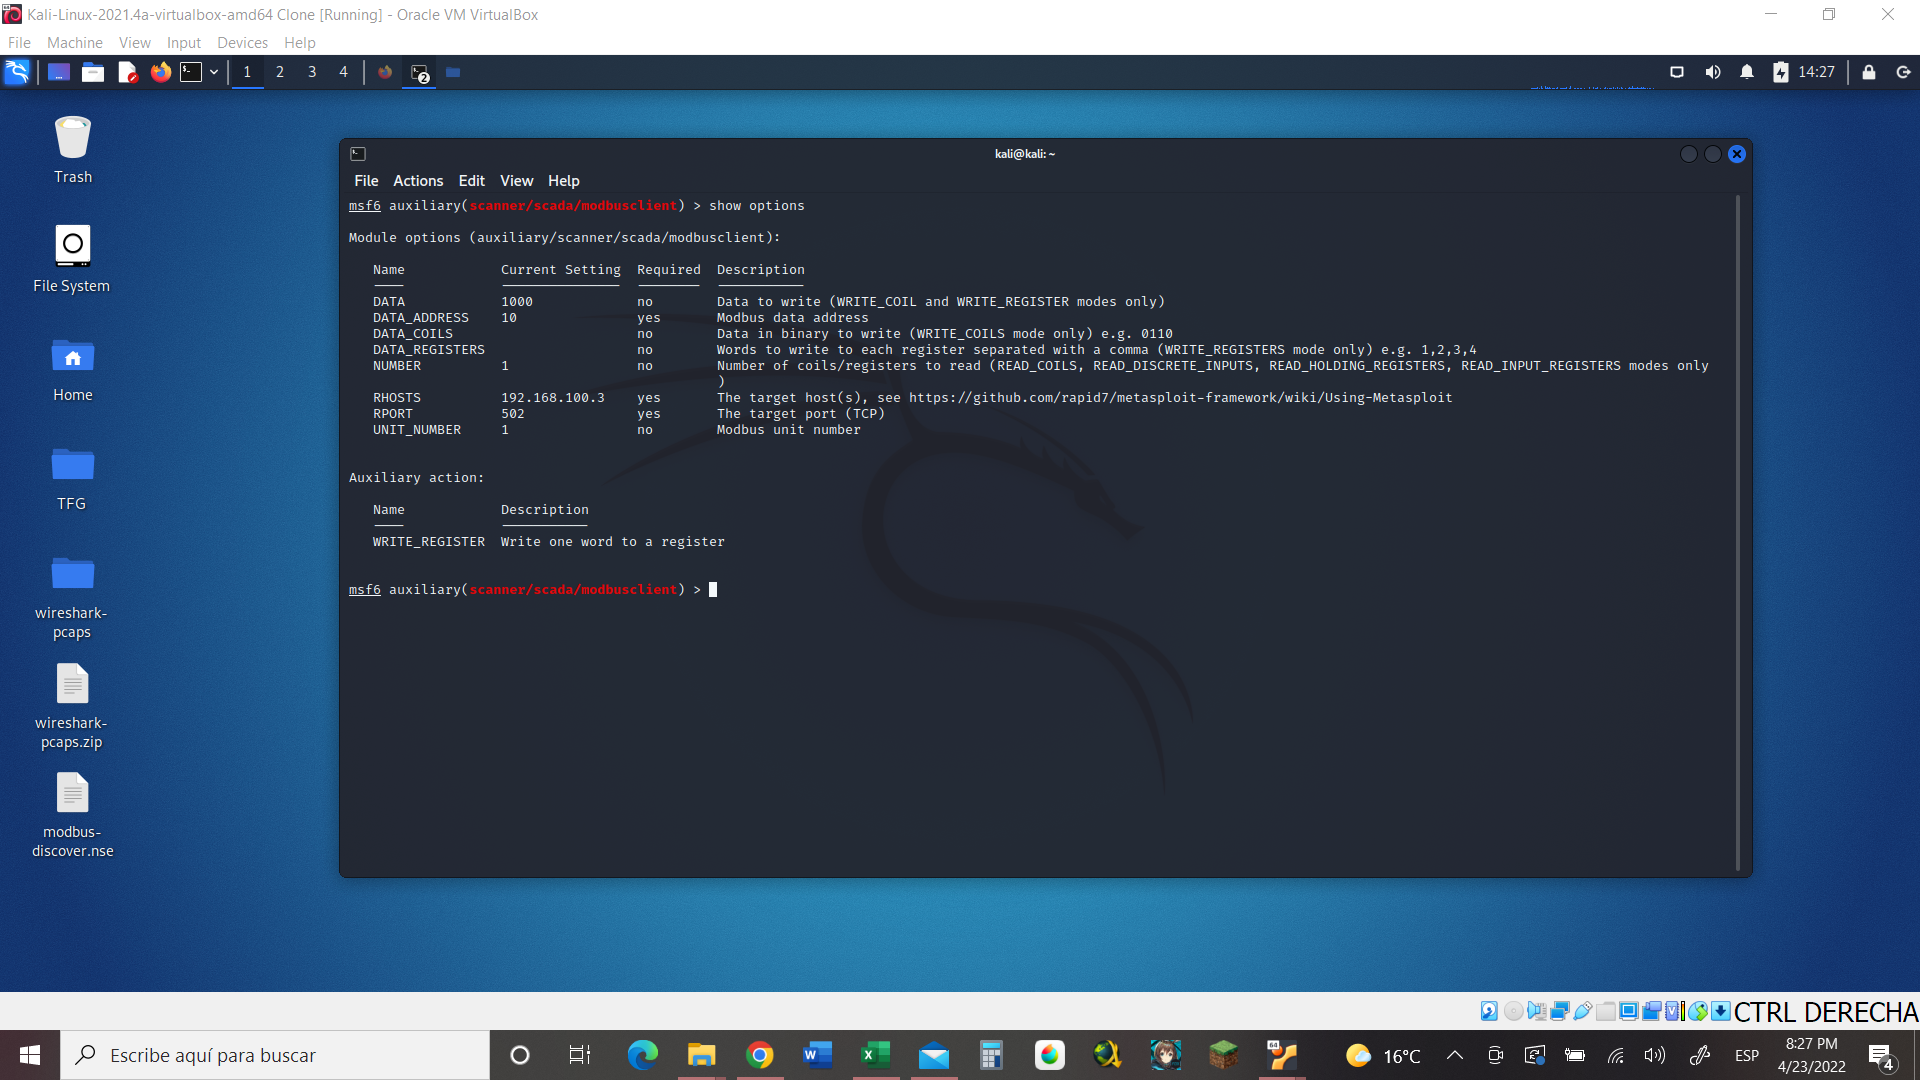 Kali-Linux-2021.4a-virtualbox-amd64 Clone [Running] - Oracle VM VirtualBox
File Machine View Input Devices Help
1 2 3 4 2 14:27
Trash
File System
Home
TFG
wireshark-
pcaps
wireshark-
pcaps.zip
modbus-
discover.nse
kali@kali: ~
File Actions Edit View Help
msf6 auxiliary(scanner/scada/modbusclient) > show options
Module options (auxiliary/scanner/scada/modbusclient):
Name Current Setting Required Description
DATA 1000 no Data to write (WRITE_COIL and WRITE_REGISTER modes only)
DATA_ADDRESS 10 yes Modbus data address
DATA_COILS no Data in binary to write (WRITE_COILS mode only) e.g. 0110
DATA_REGISTERS no Words to write to each register separated with a comma (WRITE_REGISTERS mode only) e.g. 1,2,3,4
NUMBER 1 no Number of coils/registers to read (READ_COILS, READ_DISCRETE_INPUTS, READ_HOLDING_REGISTERS, READ_INPUT_REGISTERS modes only
)
RHOSTS 192.168.100.3 yes The target host(s), see https://github.com/rapid7/metasploit-framework/wiki/Using-Metasploit
RPORT 502 yes The target port (TCP)
UNIT_NUMBER 1 no Modbus unit number
Auxiliary action:
Name Description
WRITE_REGISTER Write one word to a register
msf6 auxiliary(scanner/scada/modbusclient) >
CTRL DERECHA
Escribe aquí para buscar
16°C
ESP
8:27 PM
4/23/2022
4